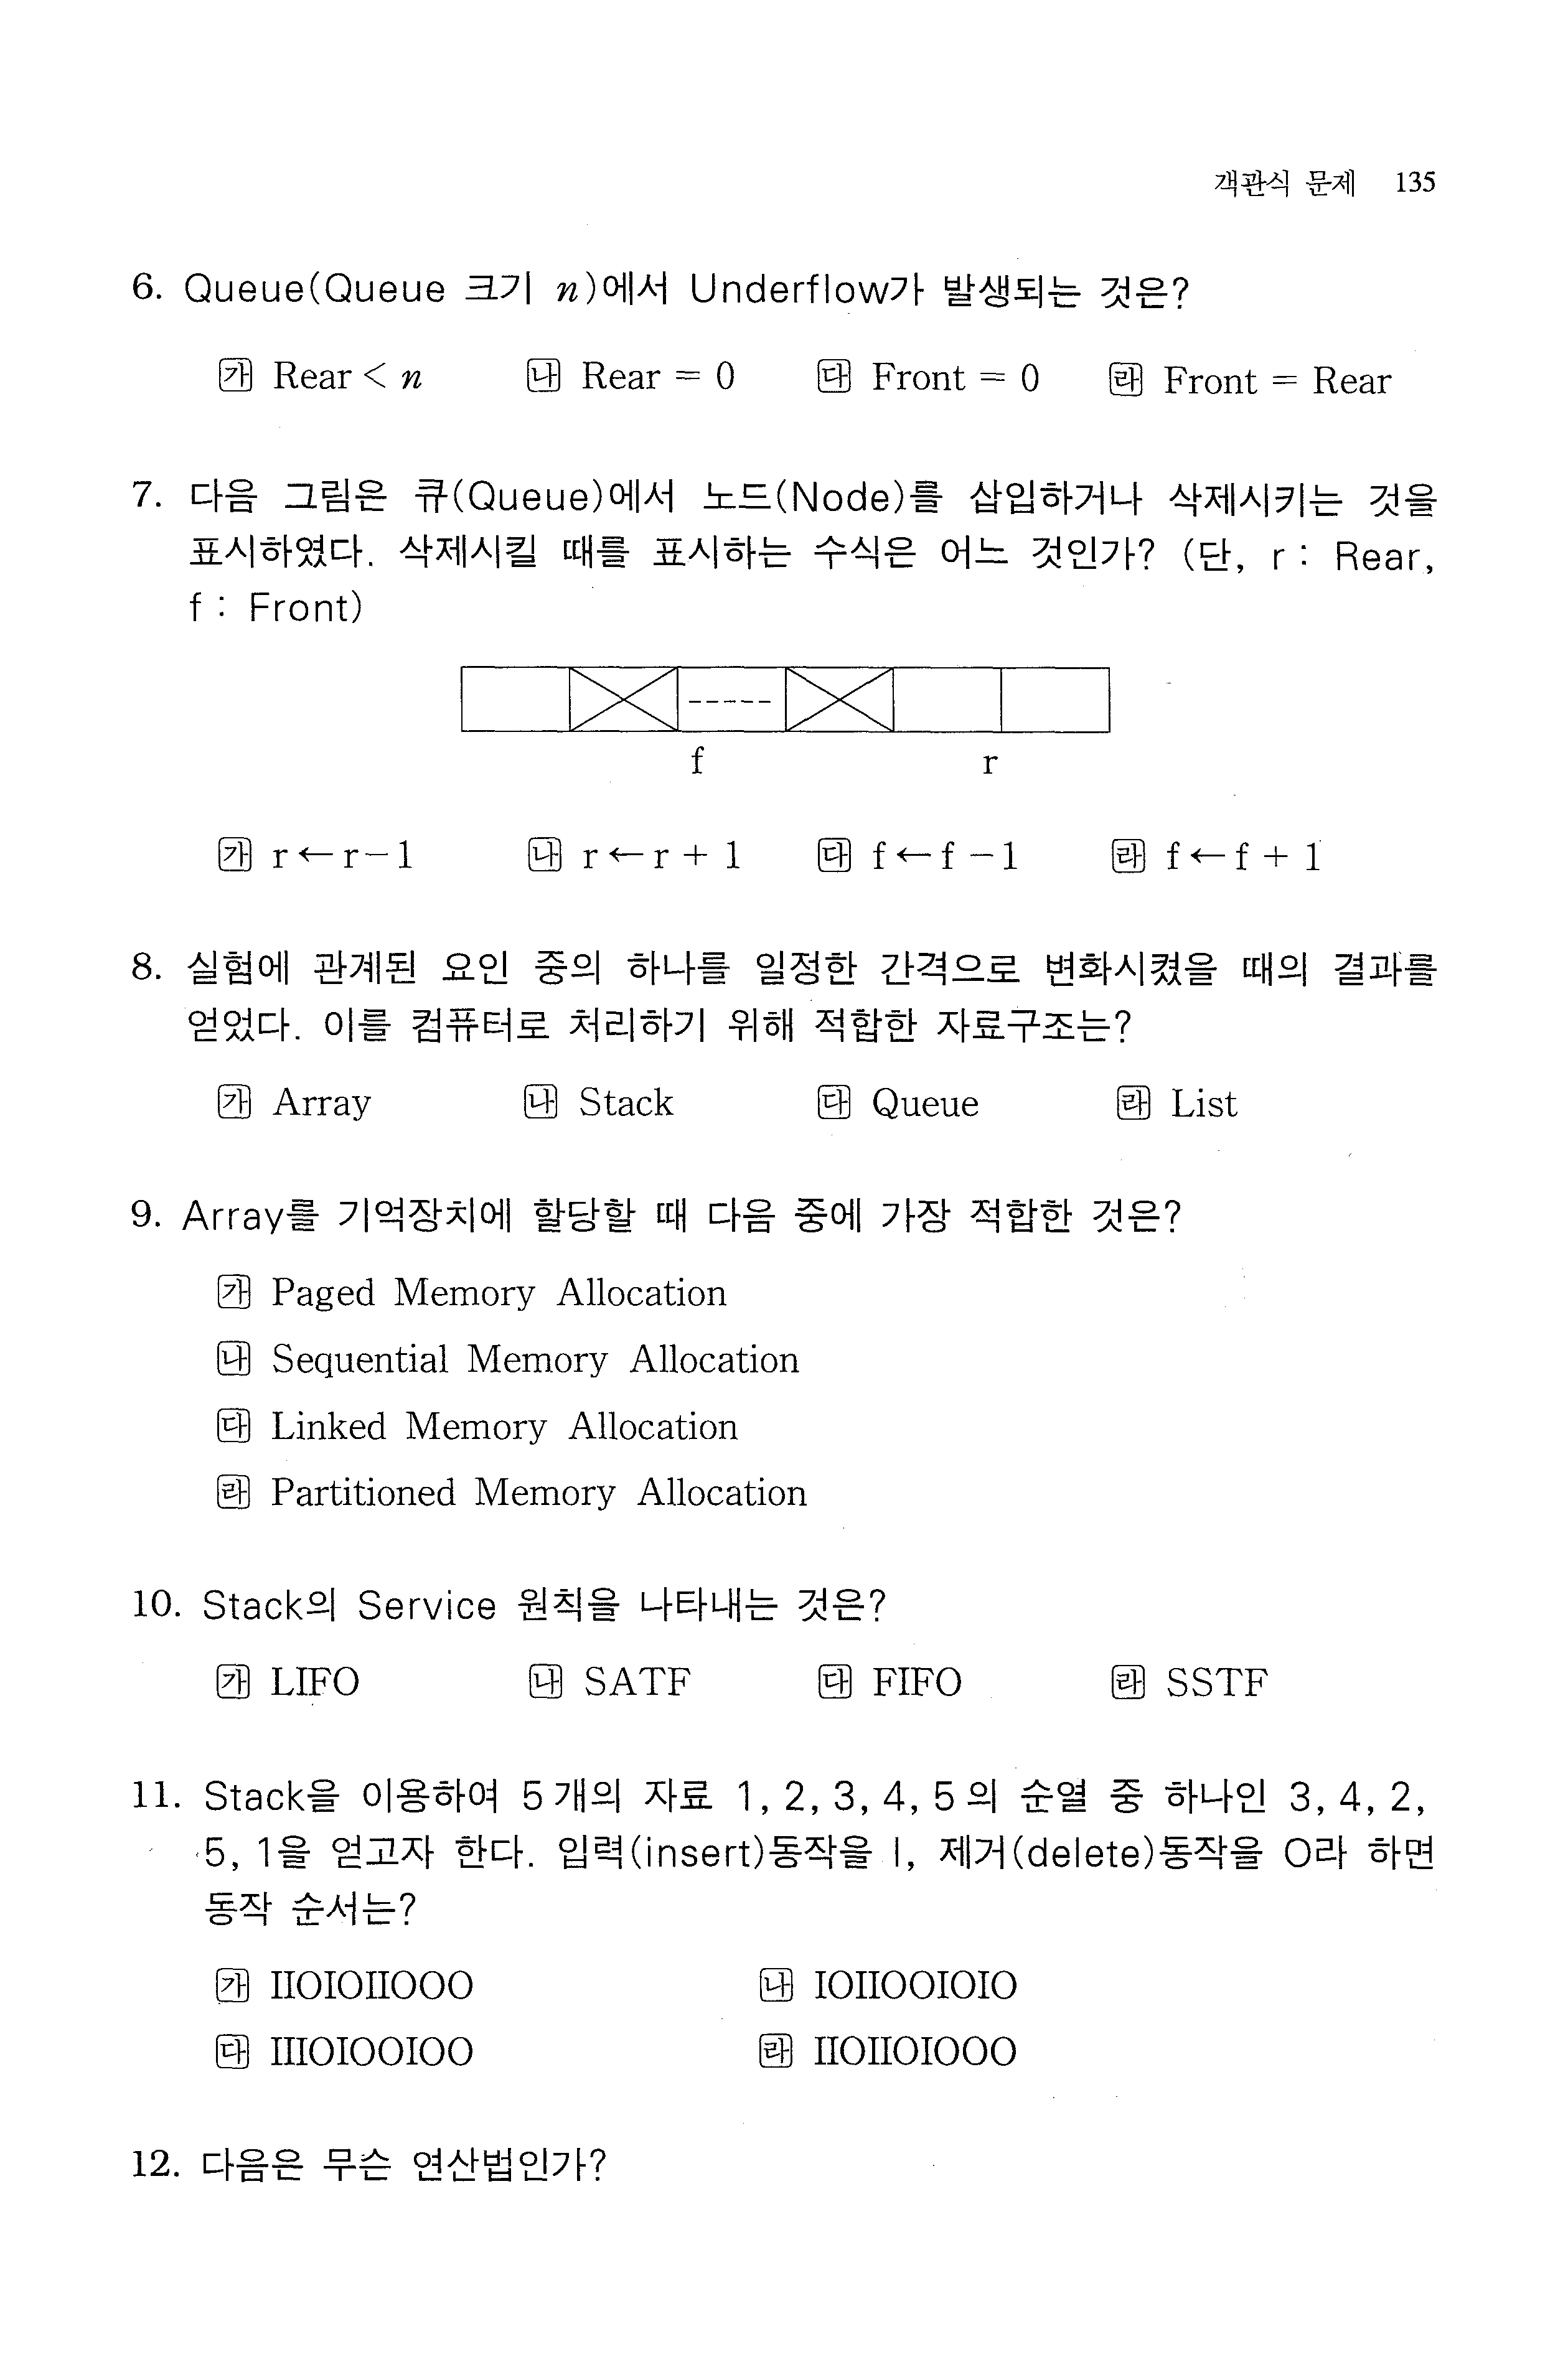 객관식 문제 135
6. Queue(Queue 크기 n)에서 Underflow가 발생되는 것은?
㉮ Rear < n ㉯ Rear = 0 ㉰ Front = 0 ㉱ Front = Rear
7. 다음 그림은 큐(Queue)에서 노드(Node)를 삽입하거나 삭제시키는 것을
표시하였다. 삭제시킬 때를 표시하는 수식은 어느 것인가? (단, r : Rear,
f : Front)
f r
㉮ r ← r − 1 ㉯ r ← r + 1 ㉰ f ← f − 1 ㉱ f ← f + 1
8. 실험에 관계된 요인 중의 하나를 일정한 간격으로 변화시켰을 때의 결과를
얻었다. 이를 컴퓨터로 처리하기 위해 적합한 자료구조는?
㉮ Array ㉯ Stack ㉰ Queue ㉱ List
9. Array를 기억장치에 할당할 때 다음 중에 가장 적합한 것은?
㉮ Paged Memory Allocation
㉯ Sequential Memory Allocation
㉰ Linked Memory Allocation
㉱ Partitioned Memory Allocation
10. Stack의 Service 원칙을 나타내는 것은?
㉮ LIFO ㉯ SATF ㉰ FIFO ㉱ SSTF
11. Stack을 이용하여 5개의 자료 1, 2, 3, 4, 5의 순열 중 하나인 3, 4, 2,
5, 1을 얻고자 한다. 입력(insert)동작을 I, 제거(delete)동작을 O라 하면
동작 순서는?
㉮ IIOIOIIOOO ㉯ IOIIOOIOIO
㉰ IIIOIOOIOO ㉱ IIOIIOIOOO
12. 다음은 무슨 연산법인가?